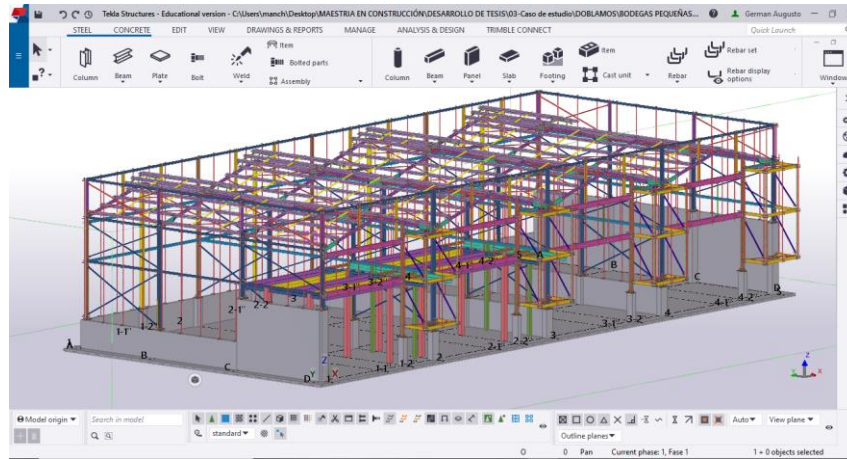 Tekla Structures - Educational version - C:\Users\manch\Desktop\MAESTRIA EN CONSTRUCCIÓN\DESARROLLO DE TESIS\03-Caso de estudio\DOBLAMOS\BODEGAS PEQUEÑAS... German Augusto
STEEL CONCRETE EDIT VIEW DRAWINGS & REPORTS MANAGE ANALYSIS & DESIGN TRIMBLE CONNECT Quick Launch
Item Item Rebar set
Bolted parts
Column Beam Plate Bolt Weld Assembly Column Beam Panel Slab Footing Cast unit Rebar Rebar display options Window
4 5 A
3-1 3-2 4-1 4-2 B
2 2-1 2-2 3 C
1-1 1-2 4-1 4-2 D
A 3-1 3-2 4
B 2-1 2-2 3
C 1-1 1-2 2
D 1 Y Z X
Z
Model origin Search in model Auto View plane
standard Outline planes
O 0 Pan Current phase: 1, Fase 1 1 + 0 objects selected